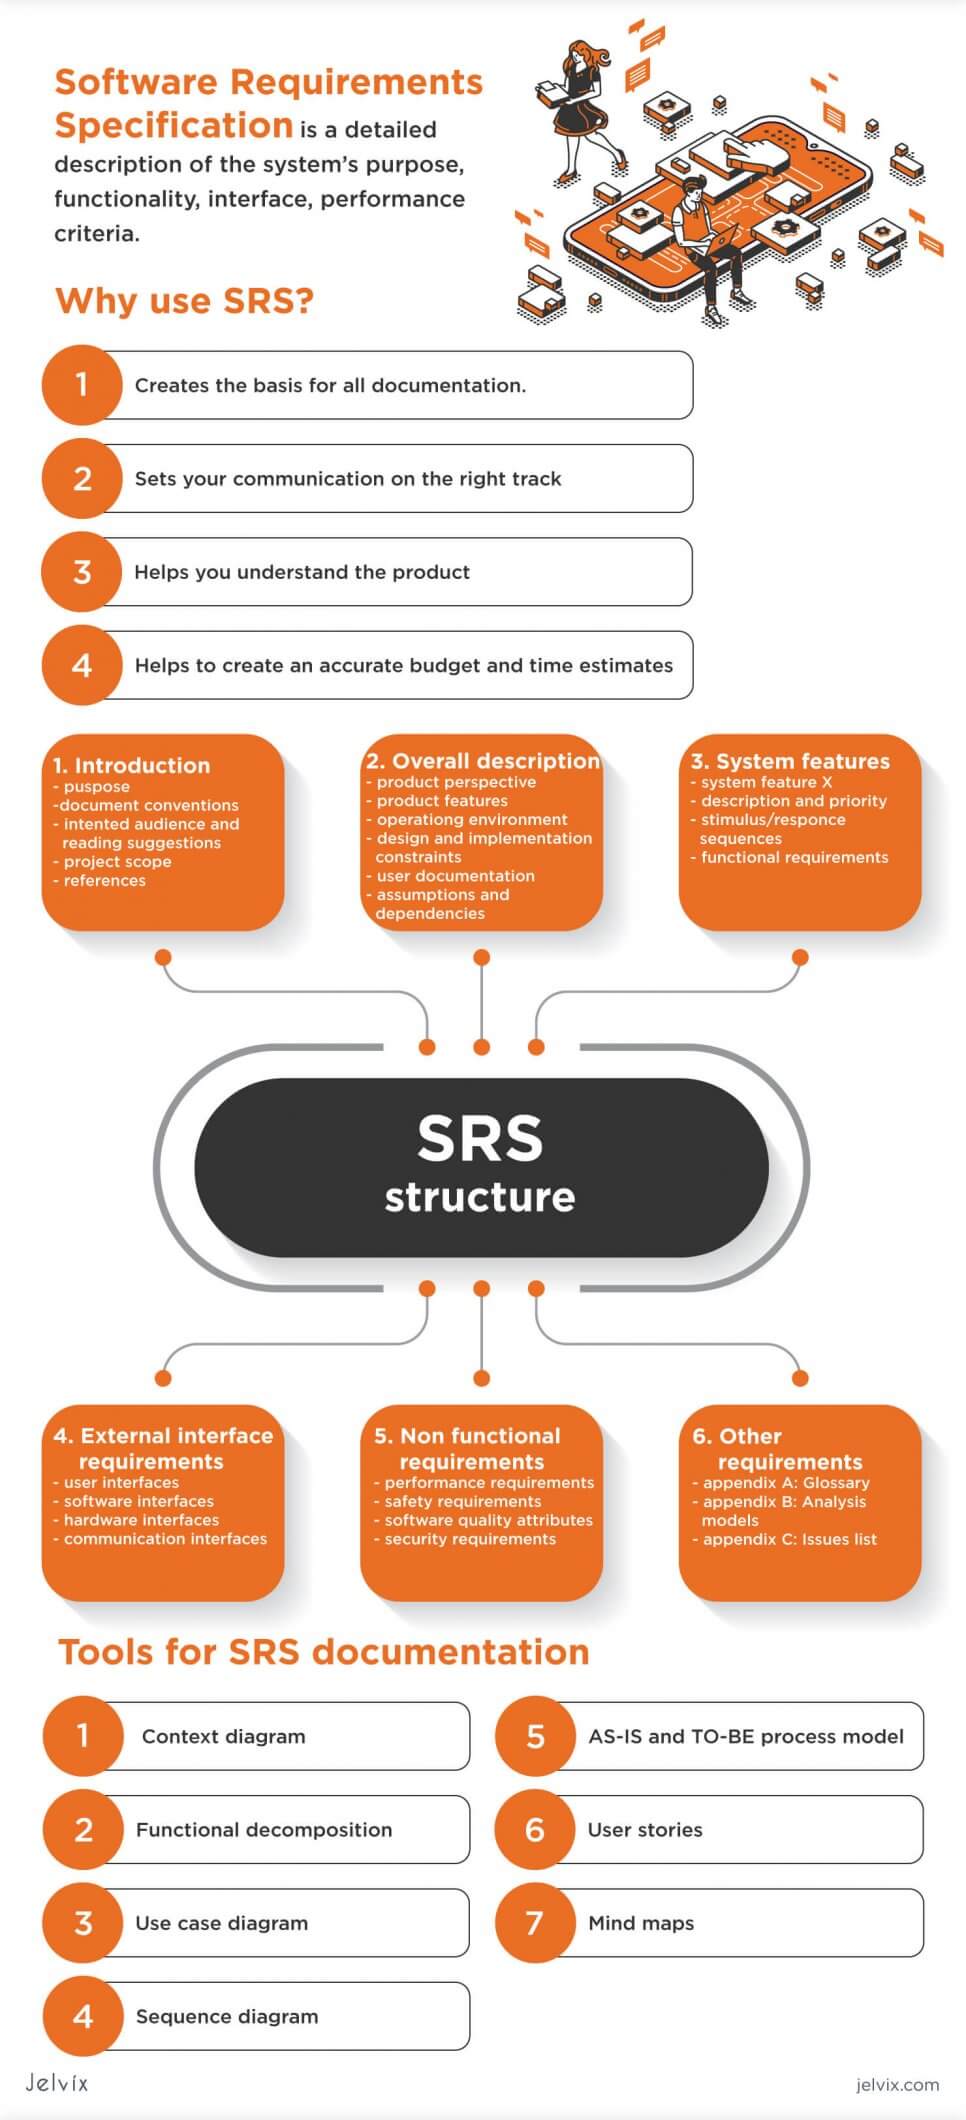 Software Requirements
Specification is a detailed
description of the system's purpose,
functionality, interface, performance
criteria.
Why use SRS?
1
Creates the basis for all documentation.
2
Sets your communication on the right track
3
Helps you understand the product
4
Helps to create an accurate budget and time estimates
1. Introduction
- puspose
-document conventions
- intented audience and
reading suggestions
- project scope
- references
2. Overall description
- product perspective
- product features
- operationg environment
- design and implementation
constraints
- user documentation
- assumptions and
dependencies
3. System features
- system feature X
- description and priority
- stimulus/responce
sequences
- functional requirements
SRS
structure
4. External interface
requirements
- user interfaces
- software interfaces
- hardware interfaces
- communication interfaces
5. Non functional
requirements
- performance requirements
- safety requirements
- software quality attributes
- security requirements
6. Other
requirements
- appendix A: Glossary
- appendix B: Analysis
models
- appendix C: Issues list
Tools for SRS documentation
1
Context diagram
2
Functional decomposition
3
Use case diagram
4
Sequence diagram
5
AS-IS and TO-BE process model
6
User stories
7
Mind maps
Jelvix
jelvix.com